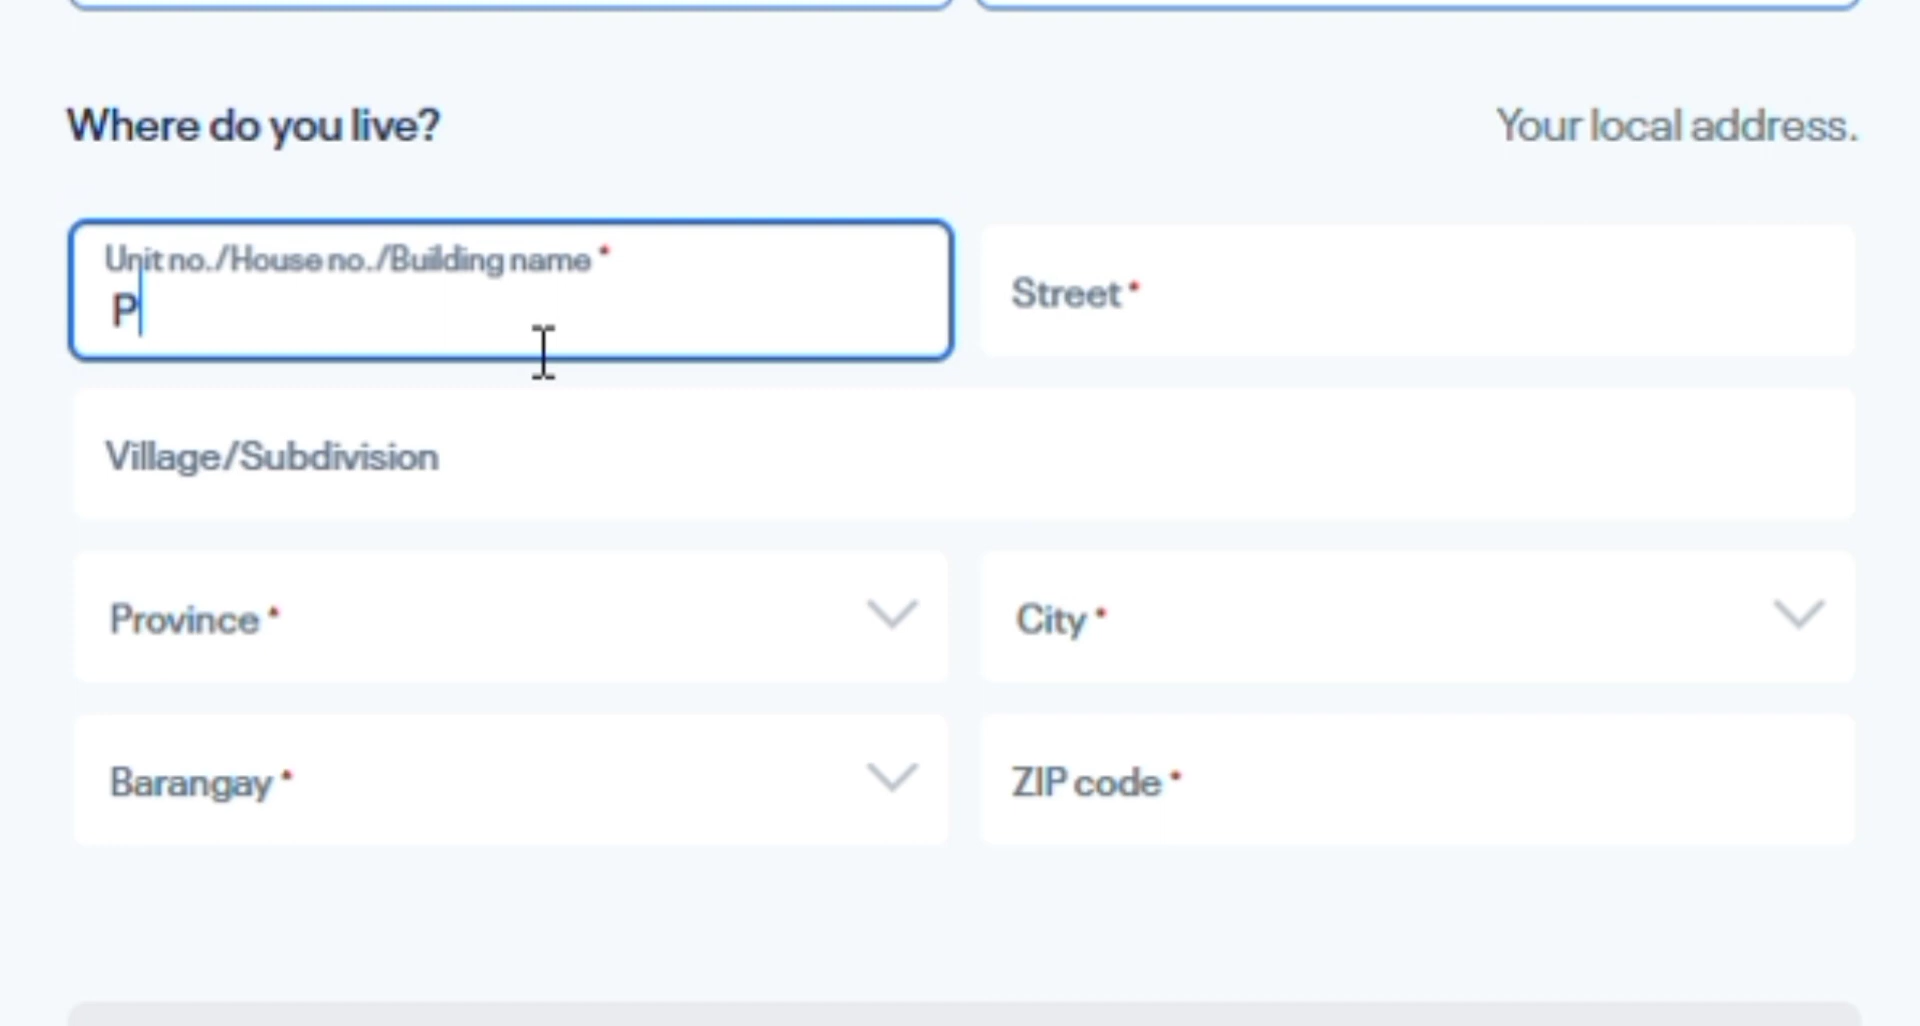 Where do you live?
Your local address.
Unit no./House no./Building name *
P
Street *
Village/Subdivision
Province *
City *
Barangay *
ZIP code *